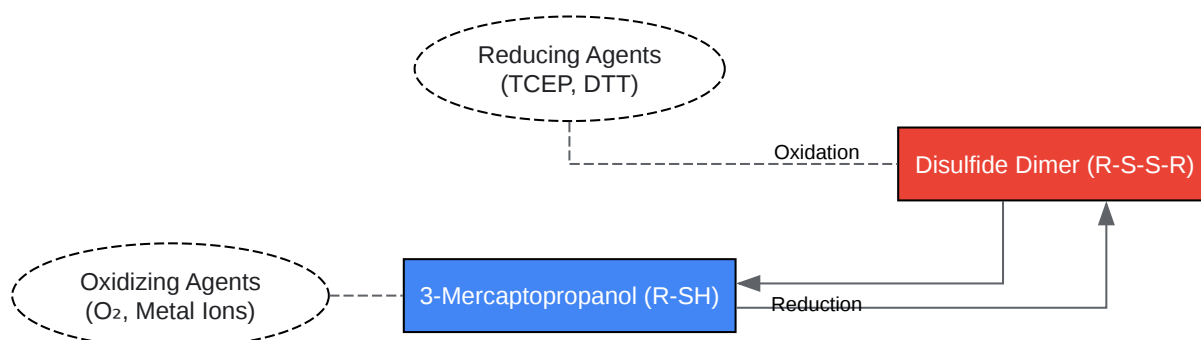 Reducing Agents
(TCEP, DTT)
Oxidation
Disulfide Dimer (R-S-S-R)
Oxidizing Agents
(O₂, Metal Ions)
3-Mercaptopropanol (R-SH)
Reduction